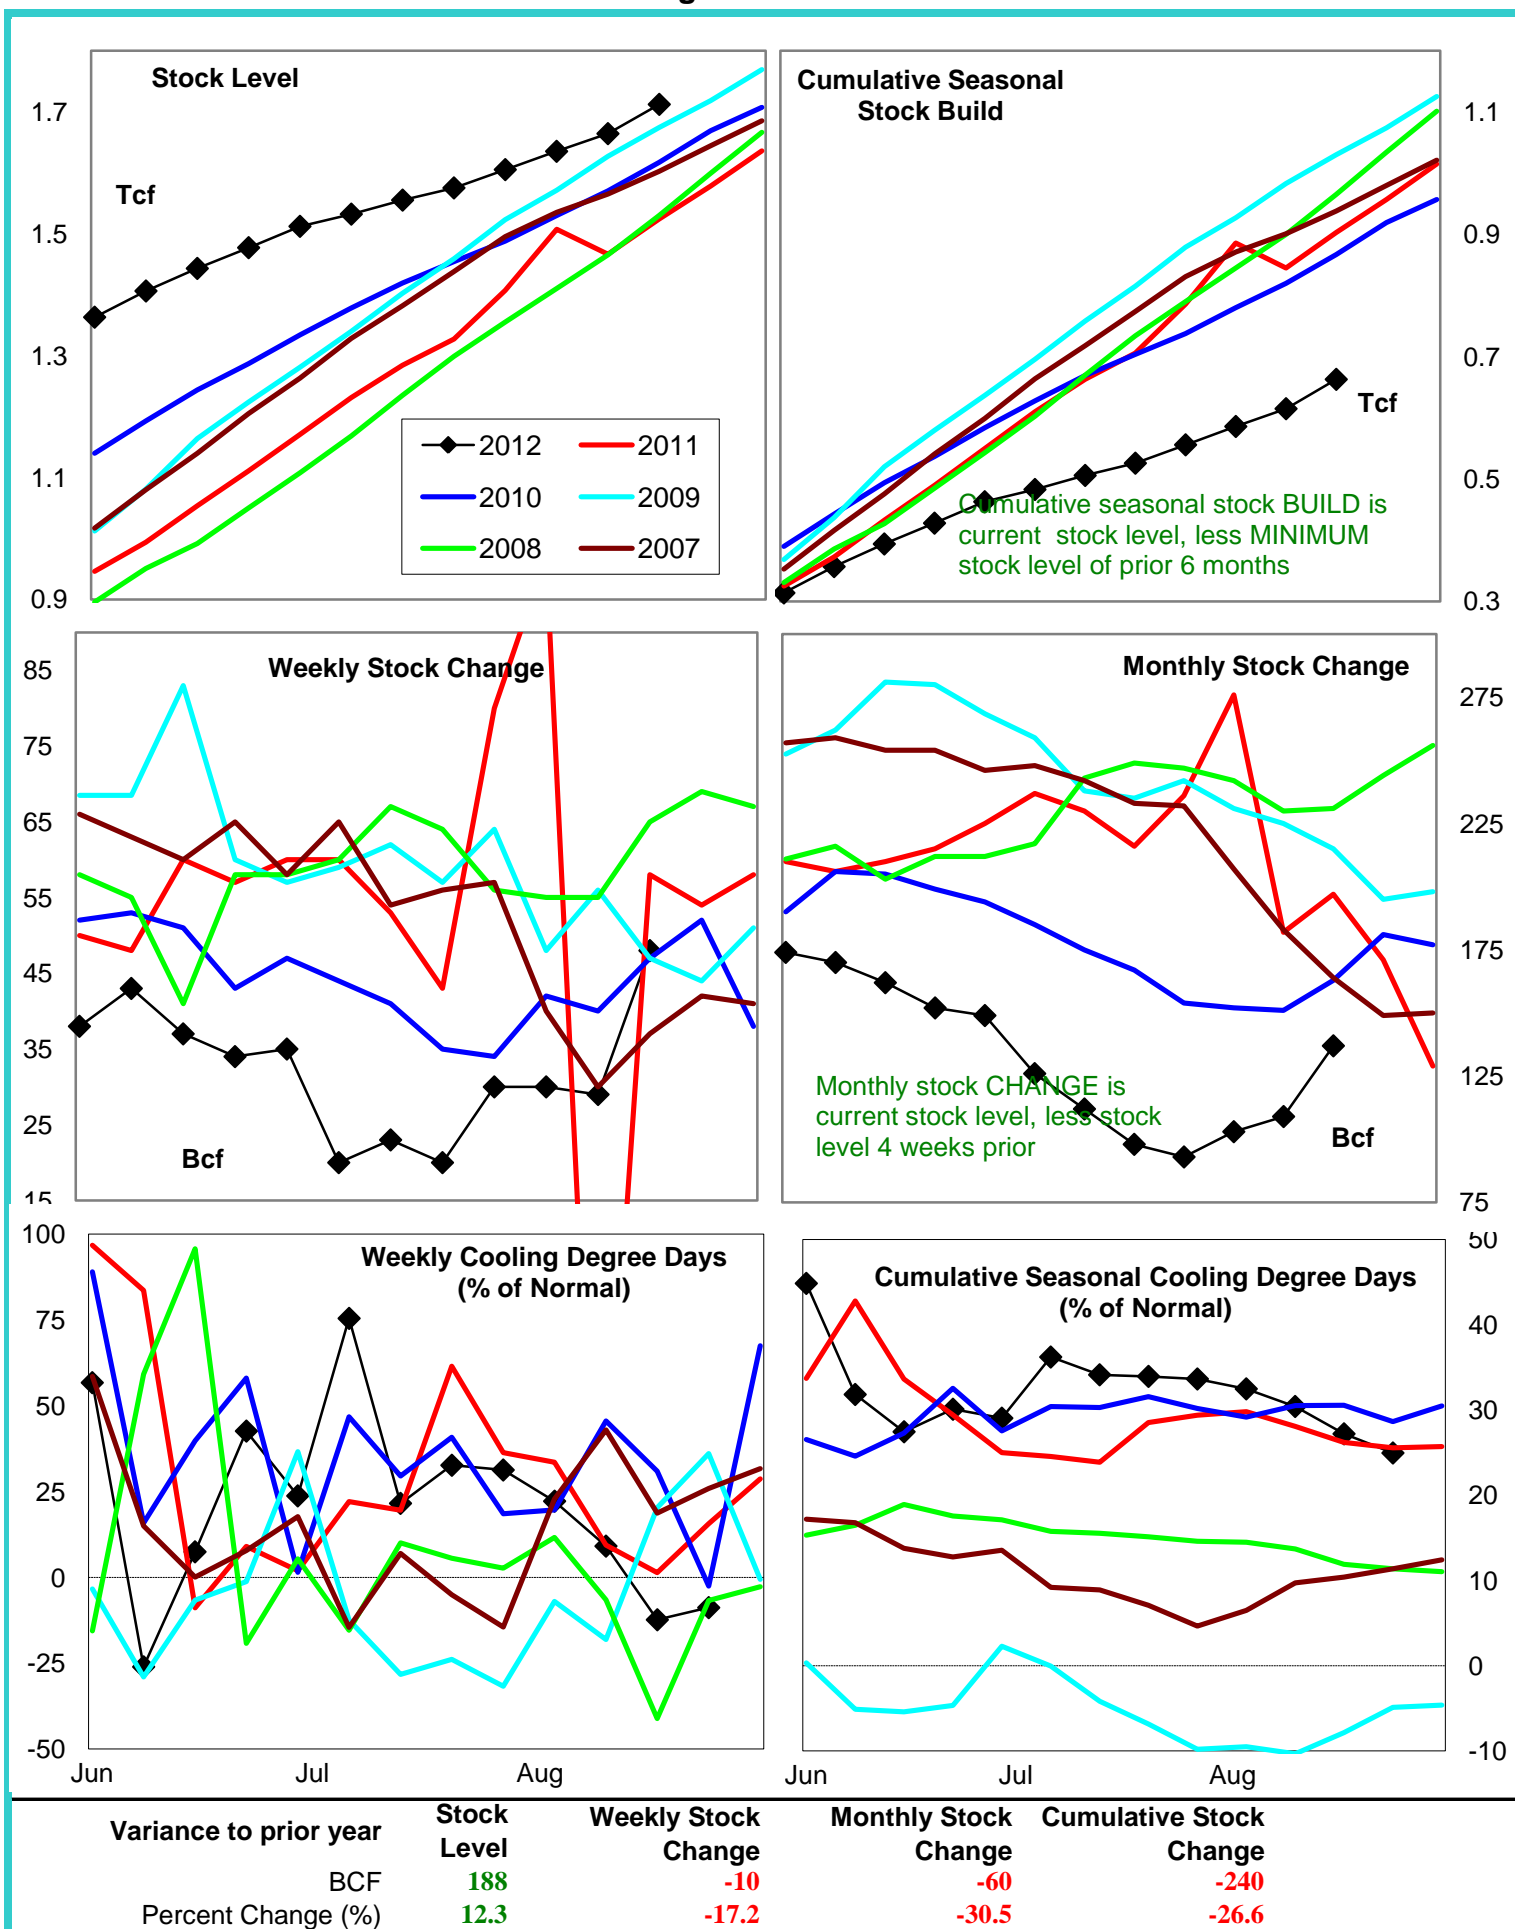 Stock Level
1.7
1.5
1.3
1.1
0.9
Tcf
2012
2011
2010
2009
2008
2007
Cumulative Seasonal
Stock Build
1.1
0.9
0.7
0.5
0.3
Tcf
Cumulative seasonal stock BUILD is
current stock level, less MINIMUM
stock level of prior 6 months
Weekly Stock Change
85
75
65
55
45
35
25
15
Bcf
Monthly Stock Change
275
225
175
125
75
Monthly stock CHANGE is
current stock level, less stock
level 4 weeks prior
Bcf
Weekly Cooling Degree Days
(% of Normal)
100
75
50
25
0
-25
-50
Jun Jul Aug
Cumulative Seasonal Cooling Degree Days
(% of Normal)
50
40
30
20
10
0
-10
Jun Jul Aug
Variance to prior year Stock Level Weekly Stock Change Monthly Stock Change Cumulative Stock Change
BCF 188 -10 -60 -240
Percent Change (%) 12.3 -17.2 -30.5 -26.6